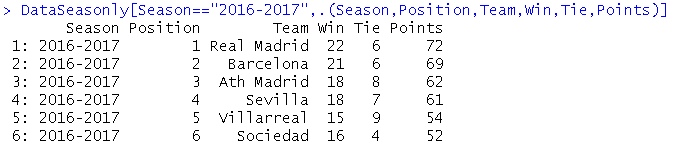 > DataSeasonly[Season=="2016-2017",.(Season,Position,Team,Win,Tie,Points)]
Season Position Team Win Tie Points
1: 2016-2017 1 Real Madrid 22 6 72
2: 2016-2017 2 Barcelona 21 6 69
3: 2016-2017 3 Ath Madrid 18 8 62
4: 2016-2017 4 Sevilla 18 7 61
5: 2016-2017 5 Villarreal 15 9 54
6: 2016-2017 6 Sociedad 16 4 52